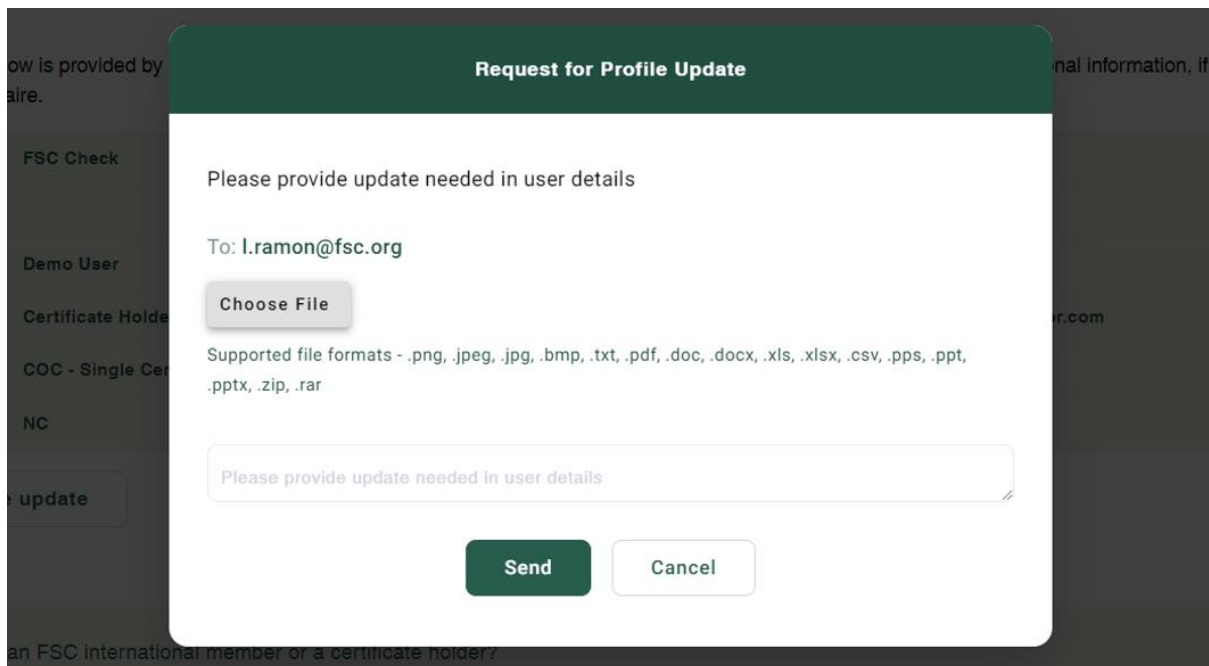 ow is provided by
nal information, if
aire.
Request for Profile Update
FSC Check
Please provide update needed in user details
To: l.ramon@fsc.org
Demo User
Choose File
Certificate Holde
r.com
Supported file formats - .png, .jpeg, .jpg, .bmp, .txt, .pdf, .doc, .docx, .xls, .xlsx, .csv, .pps, .ppt,
.pptx, .zip, .rar
COC - Single Cer
NC
Please provide update needed in user details
e update
Send
Cancel
an FSC international member or a certificate holder?